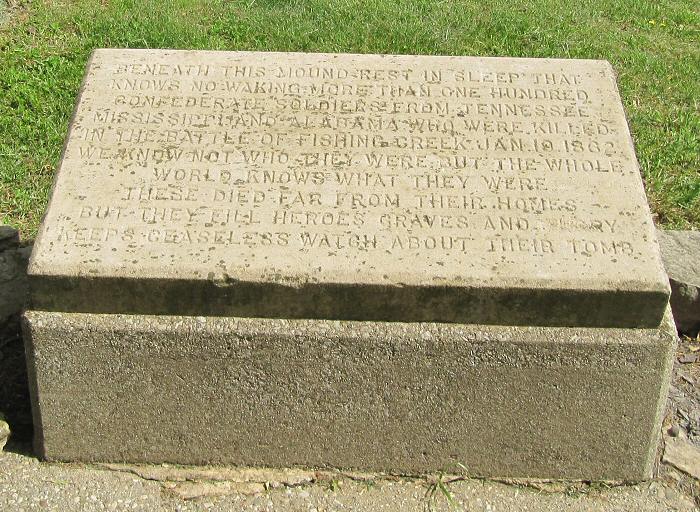 BENEATH THIS MOUND REST IN SLEEP THAT
KNOWS NO WAKING MORE THAN ONE HUNDRED
CONFEDERATE SOLDIERS FROM TENNESSEE
MISSISSIPPI AND ALABAMA WHO WERE KILLED
IN THE BATTLE OF FISHING CREEK JAN. 19, 1862
WE KNOW NOT WHO THEY WERE BUT THE WHOLE
WORLD KNOWS WHAT THEY WERE
THESE DIED FAR FROM THEIR HOMES
BUT THEY FILL HEROES GRAVES AND
KEEPS CEASELESS WATCH ABOUT THEIR TOMB